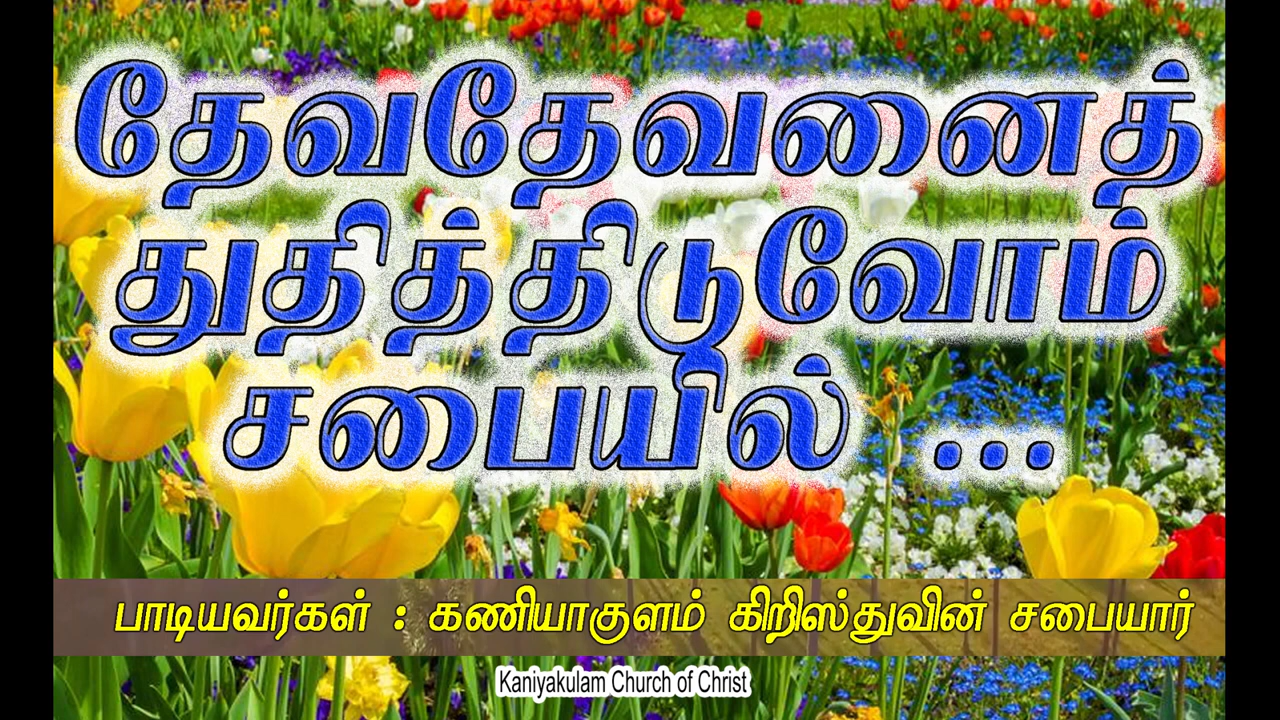 தேவதேவனைத்
துதித்திடுவோம்
சபையில் ...
பாடியவர்கள் : கணியாகுளம் கிறிஸ்துவின் சபையார்
Kaniyakulam Church of Christ